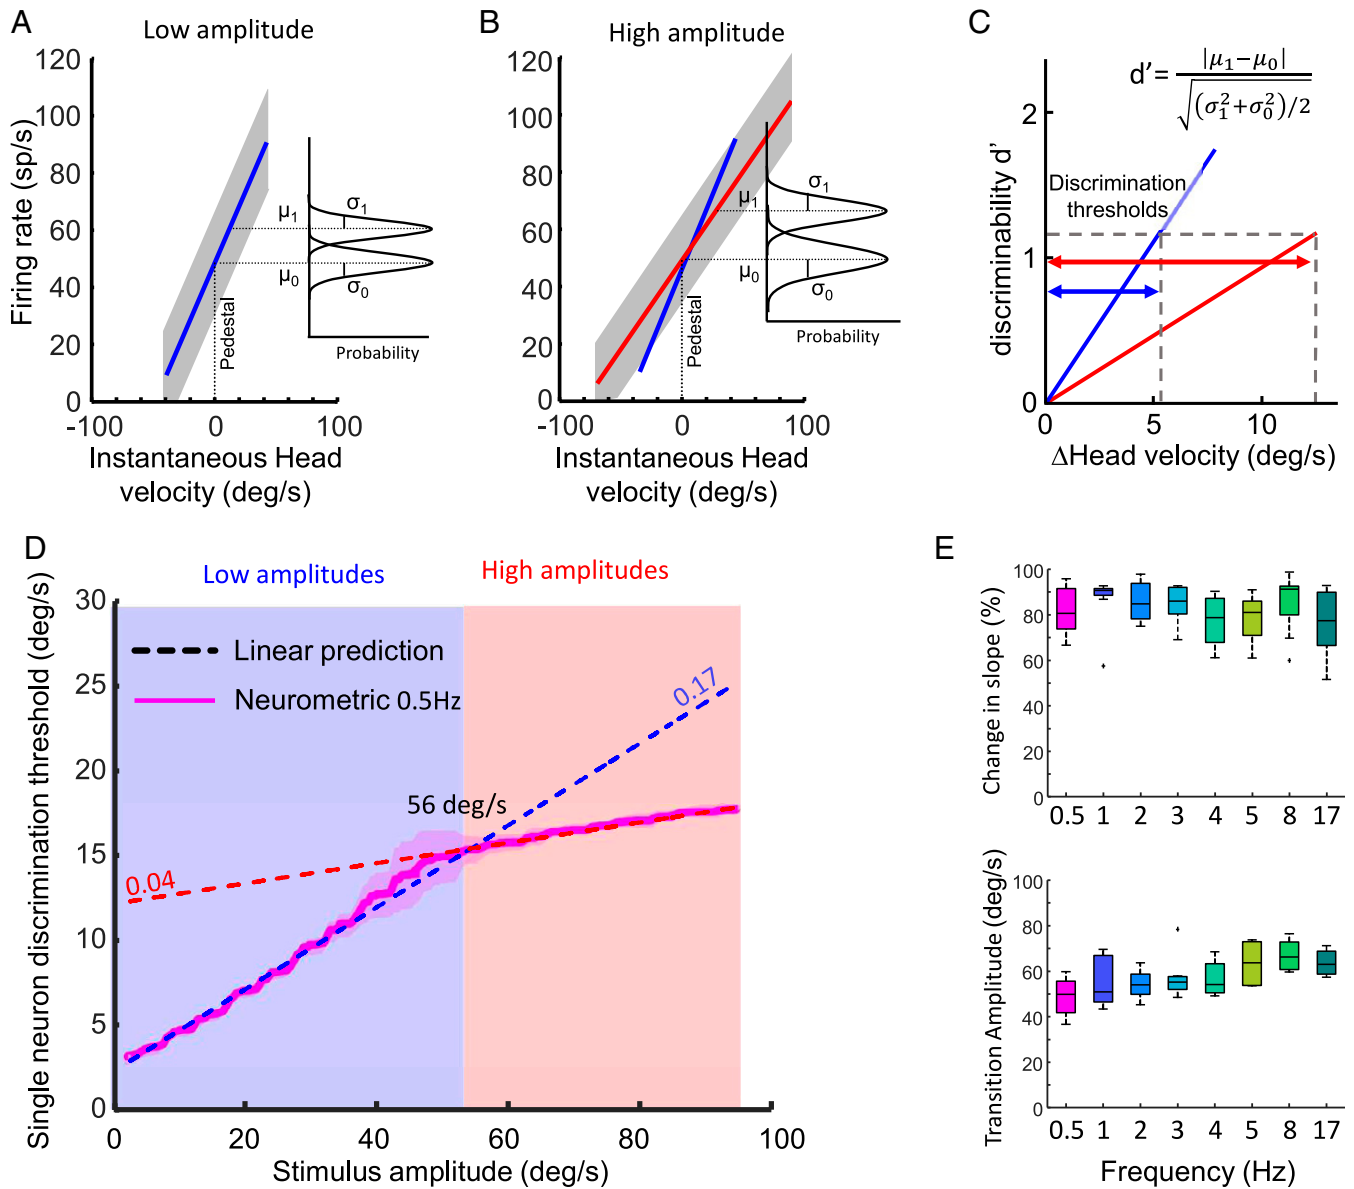 A
Low amplitude
120
100
80
60
40
20
0
Firing rate (sp/s)
-100
0
100
Instantaneous Head
velocity (deg/s)
Pedestal
μ1
σ1
μ0
σ0
Probability
B
High amplitude
120
100
80
60
40
20
0
-100
0
100
Instantaneous Head
velocity (deg/s)
Pedestal
μ1
σ1
μ0
σ0
Probability
C
d'= |μ1−μ0| / √(σ1²+σ0²)/2
2
1
0
discriminability d'
Discrimination
thresholds
0
5
10
ΔHead velocity (deg/s)
D
Low amplitudes
High amplitudes
30
25
20
15
10
5
0
Single neuron discrimination threshold (deg/s)
Linear prediction
Neurometric 0.5Hz
0.17
56 deg/s
0.04
0
20
40
60
80
100
Stimulus amplitude (deg/s)
E
100
90
80
60
40
20
0
Change in slope (%)
0.5 1 2 3 4 5 8 17
100
80
70
60
40
20
0
Transition Amplitude (deg/s)
0.5 1 2 3 4 5 8 17
Frequency (Hz)